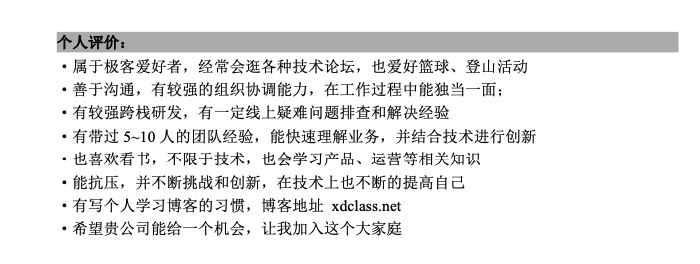 个人评价：
·属于极客爱好者，经常会逛各种技术论坛，也爱好篮球、登山活动
·善于沟通，有较强的组织协调能力，在工作过程中能独当一面；
·有较强跨栈研发，有一定线上疑难问题排查和解决经验
·有带过 5~10 人的团队经验，能快速理解业务，并结合技术进行创新
·也喜欢看书，不限于技术，也会学习产品、运营等相关知识
·能抗压，并不断挑战和创新，在技术上也不断的提高自己
·有写个人学习博客的习惯，博客地址 xdclass.net
·希望贵公司能给一个机会，让我加入这个大家庭